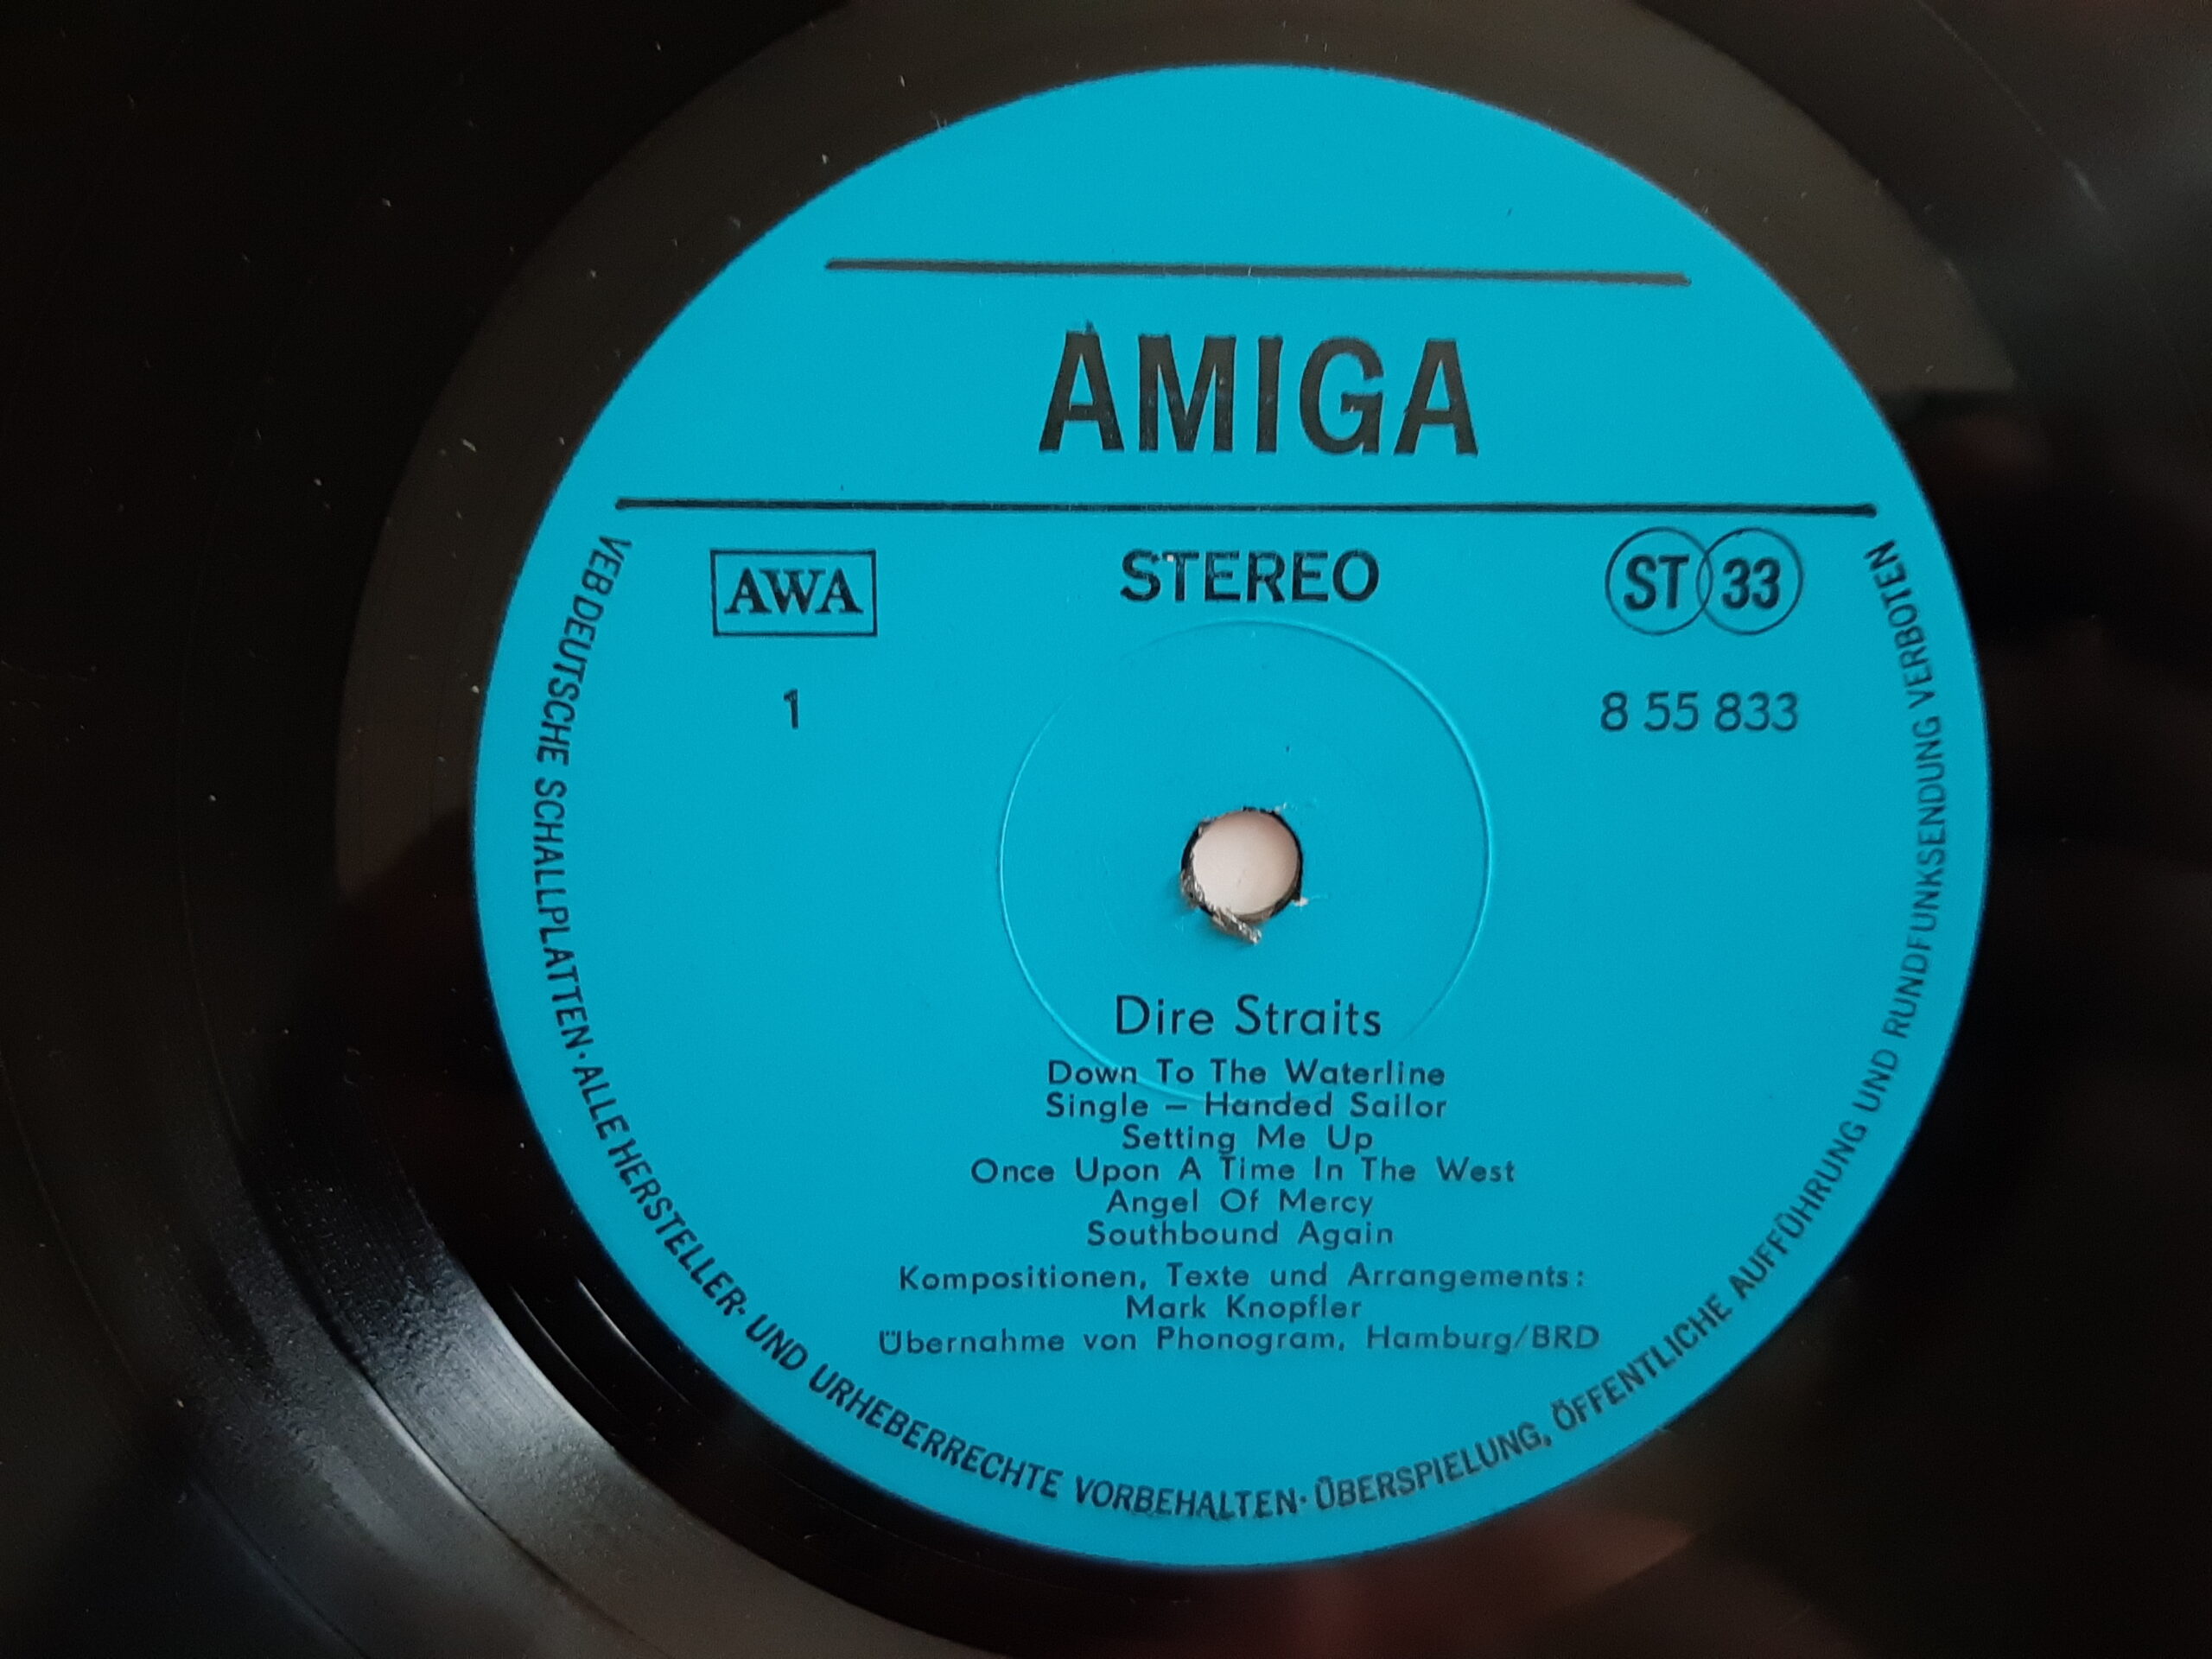 AMIGA
AWA
STEREO
ST 33
1
8 55 833
Dire Straits
Down To The Waterline
Single – Handed Sailor
Setting Me Up
Once Upon A Time In The West
Angel Of Mercy
Southbound Again
Kompositionen, Texte und Arrangements:
Mark Knopfler
Übernahme von Phonogram, Hamburg/BRD
VEB DEUTSCHE SCHALLPLATTEN · ALLE HERSTELLER- UND URHEBERRECHTE VORBEHALTEN · ÜBERSPIELUNG, ÖFFENTLICHE AUFFÜHRUNG UND RUNDFUNKSENDUNG VERBOTEN